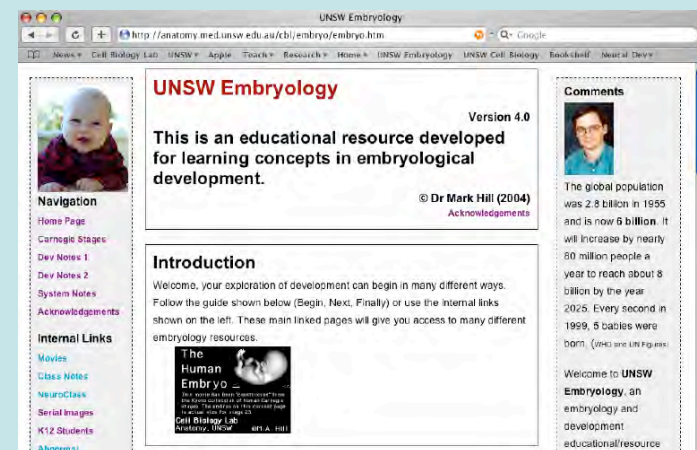 UNSW Embryology
http://anatomy.med.unsw.edu.au/cbl/embryo/embryo.htm
Q- Google
News Cell Biology Lab UNSW Apple Teach Research Home UNSW Embryology UNSW Cell Biology Bookshelf Neural Dev
Navigation
Home Page
Carnegie Stages
Dev Notes 1
Dev Notes 2
System Notes
Acknowledgements
Internal Links
Movies
Class Notes
NeuroClass
Serial Images
K12 Students
Abnormal
UNSW Embryology
Version 4.0
This is an educational resource developed
for learning concepts in embryological
development.
© Dr Mark Hill (2004)
Acknowledgements
Introduction
Welcome, your exploration of development can begin in many different ways.
Follow the guide shown below (Begin, Next, Finally) or use the internal links
shown on the left. These main linked pages will give you access to many different
embryology resources.
The
Human
Embryo
Cell Biology Lab
Anatomy, UNSW ©M.A. Hill
Comments
The global population
was 2.8 billion in 1955
and is now 6 billion. It
will increase by nearly
80 million people a
year to reach about 8
billion by the year
2025. Every second in
1999, 5 babies were
born. (WHO and UN Figures)
Welcome to UNSW
Embryology, an
embryology and
development
educational/resource